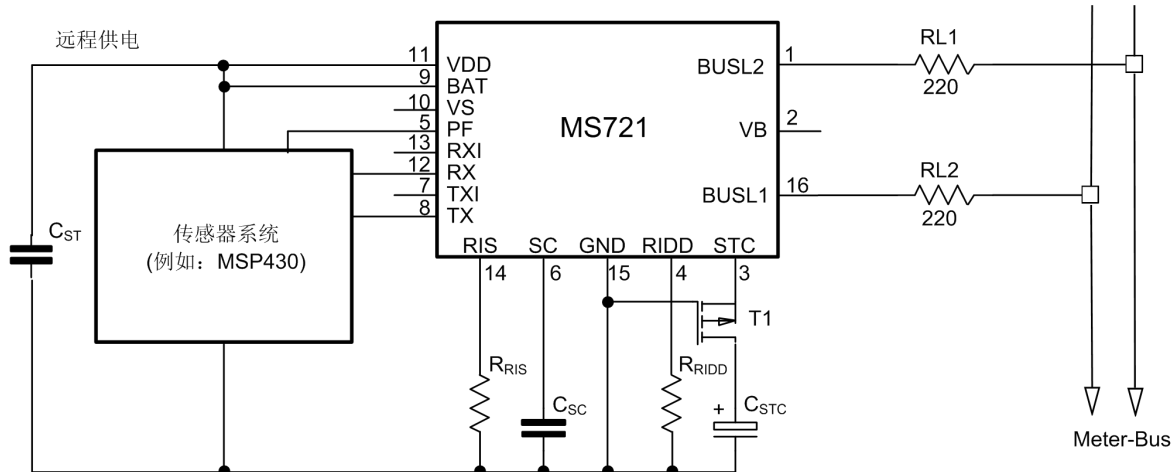 远程供电
11 VDD
9 BAT
10 VS
5 PF
13 RXI
12 RX
7 TXI
8 TX
MS721
BUSL2 1
VB 2
BUSL1 16
RL1
220
RL2
220
RIS SC GND RIDD STC
14 6 15 4 3
CST
传感器系统
(例如：MSP430)
T1
RRIS
CSC
RRIDD
+ CSTC
Meter-Bus